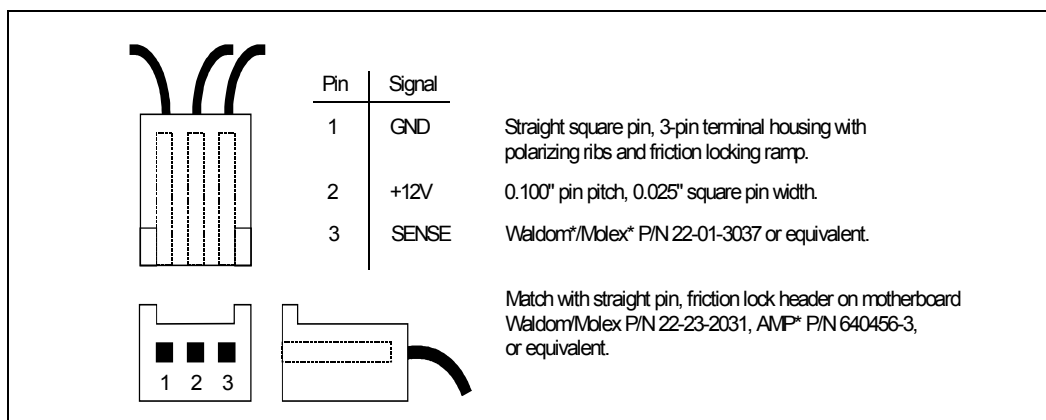 Pin Signal
1 GND Straight square pin, 3-pin terminal housing with
polarizing ribs and friction locking ramp.
2 +12V 0.100" pin pitch, 0.025" square pin width.
3 SENSE Waldom*/Molex* P/N 22-01-3037 or equivalent.
Match with straight pin, friction lock header on motherboard
Waldom/Molex P/N 22-23-2031, AMP* P/N 640456-3,
or equivalent.
1 2 3